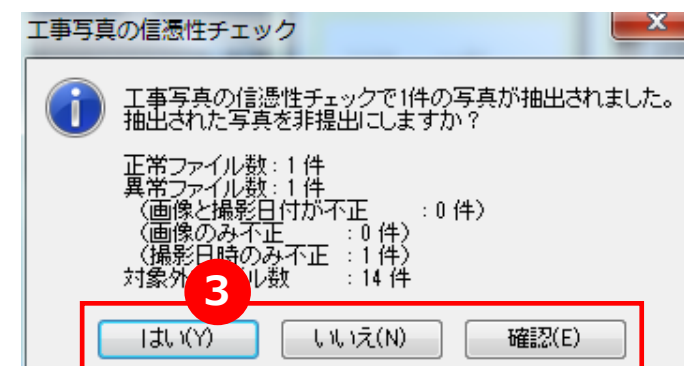 工事写真の信憑性チェック
X
工事写真の信憑性チェックで1件の写真が抽出されました。
抽出された写真を非提出にしますか？
正常ファイル数：1 件
異常ファイル数：1 件
（画像と撮影日付が不正 ：0 件）
（画像のみ不正 ：0 件）
（撮影日時のみ不正 ：1 件）
対象外 ル数 ：14 件
3
はい(Y) いいえ(N) 確認(E)